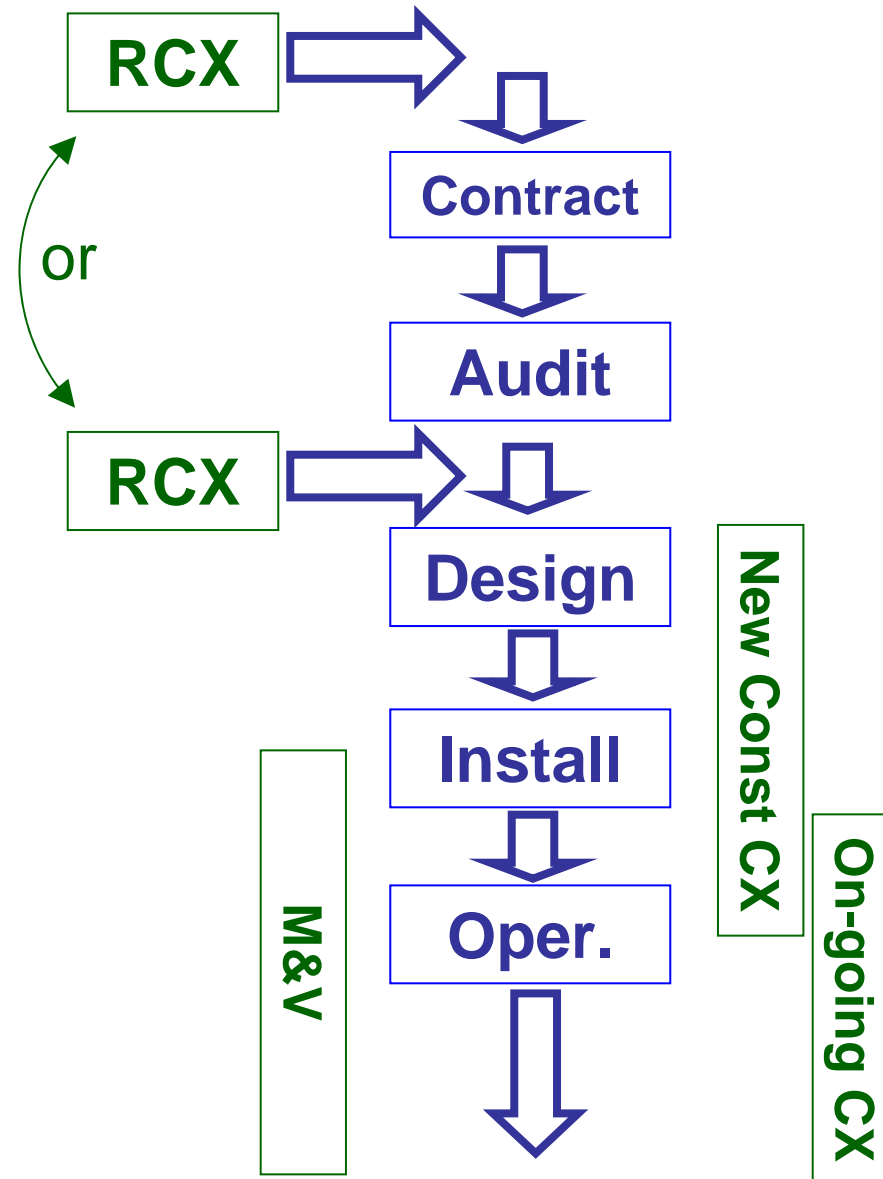 RCX
Contract
or
Audit
RCX
Design
New Const CX
Install
M&V
On-going CX
Oper.